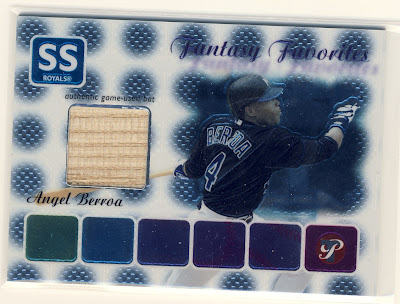 SS
ROYALS®
Fantasy Favorites
authentic game-used bat
BERROA
4
Angel Berroa
P